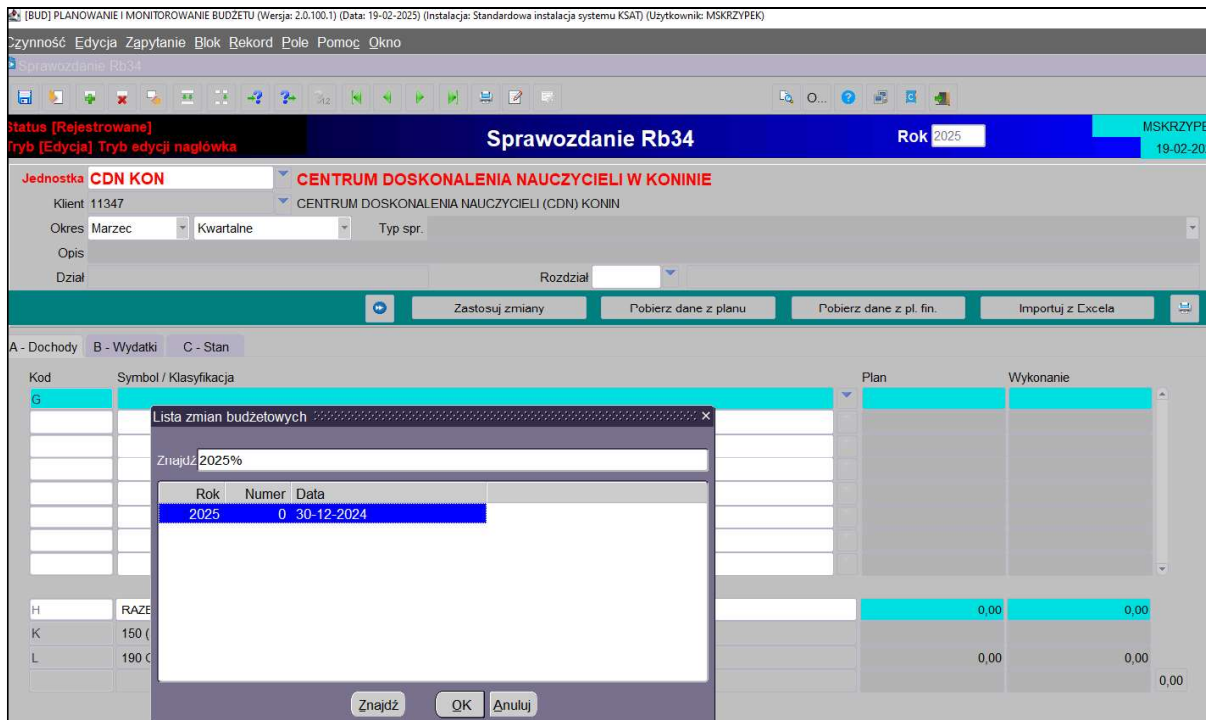 [BUD] PLANOWANIE I MONITOROWANIE BUDŻETU (Wersja: 2.0.100.1) (Data: 19-02-2025) (Instalacja: Standardowa instalacja systemu KSAT) (Użytkownik: MSKRZYPEK)
Czynność Edycja Zapytanie Blok Rekord Pole Pomoc Okno
Sprawozdanie Rb34
O...
Status [Rejestrowane]
Tryb [Edycja] Tryb edycji nagłówka
Sprawozdanie Rb34
Rok 2025
MSKRZYPE
19-02-20
Jednostka CDN KON CENTRUM DOSKONALENIA NAUCZYCIELI W KONINIE
Klient 11347 CENTRUM DOSKONALENIA NAUCZYCIELI (CDN) KONIN
Okres Marzec Kwartalne Typ spr.
Opis
Dział Rozdział
Zastosuj zmiany Pobierz dane z planu Pobierz dane z pl. fin. Importuj z Excela
A - Dochody B - Wydatki C - Stan
Kod Symbol / Klasyfikacja Plan Wykonanie
G
Lista zmian budżetowych
Znajdź 2025%
Rok Numer Data
2025 0 30-12-2024
H RAZE 0,00 0,00
K 150 (
L 190 0,00 0,00
0,00
Znajdź OK Anuluj